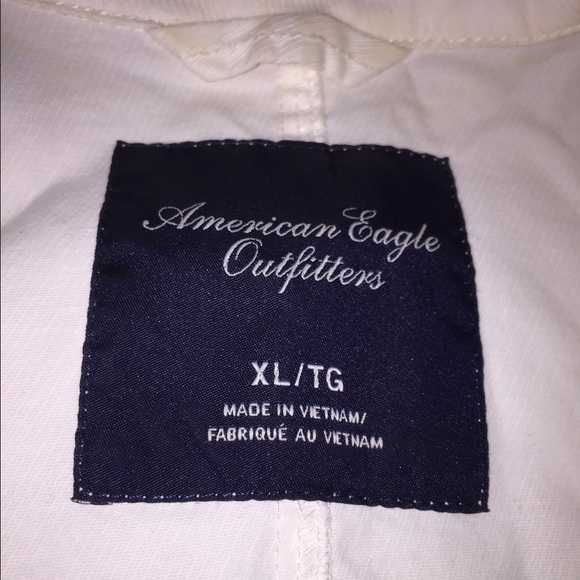 American Eagle
Outfitters
XL/TG
MADE IN VIETNAM/
FABRIQUÉ AU VIETNAM